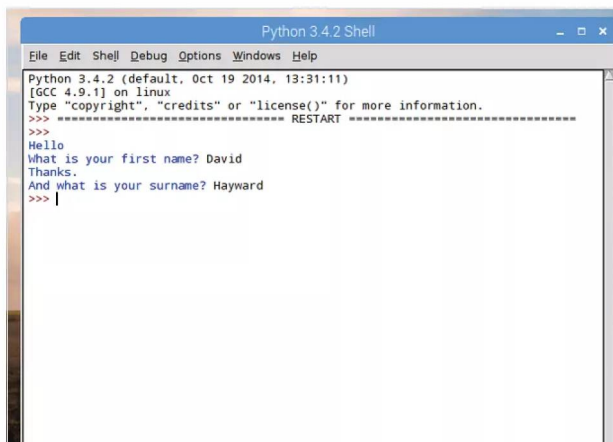 Python 3.4.2 Shell
File Edit Shell Debug Options Windows Help
Python 3.4.2 (default, Oct 19 2014, 13:31:11)
[GCC 4.9.1] on linux
Type "copyright", "credits" or "license()" for more information.
>>> ================================ RESTART ================================
>>>
Hello
What is your first name? David
Thanks.
And what is your surname? Hayward
>>>